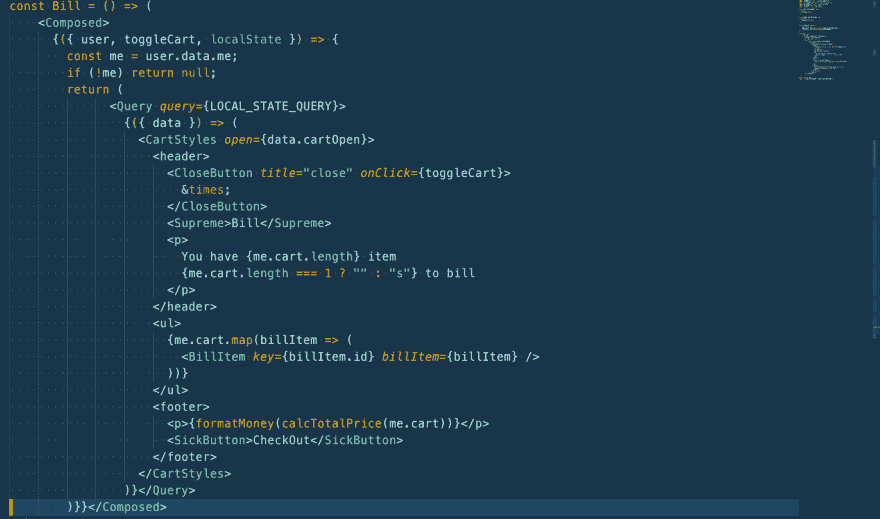 const Bill = () => (
<Composed>
{({ user, toggleCart, localState }) => {
const me = user.data.me;
if (!me) return null;
return (
<Query query={LOCAL_STATE_QUERY}>
{({ data }) => (
<CartStyles open={data.cartOpen}>
<header>
<CloseButton title="close" onClick={toggleCart}>
&times;
</CloseButton>
<Supreme>Bill</Supreme>
<p>
You have {me.cart.length} item
{me.cart.length === 1 ? "" : "s"} to bill
</p>
</header>
<ul>
{me.cart.map(billItem => (
<BillItem key={billItem.id} billItem={billItem} />
))}
</ul>
<footer>
<p>{formatMoney(calcTotalPrice(me.cart))}</p>
<SickButton>CheckOut</SickButton>
</footer>
</CartStyles>
)}</Query>
)}}</Composed>